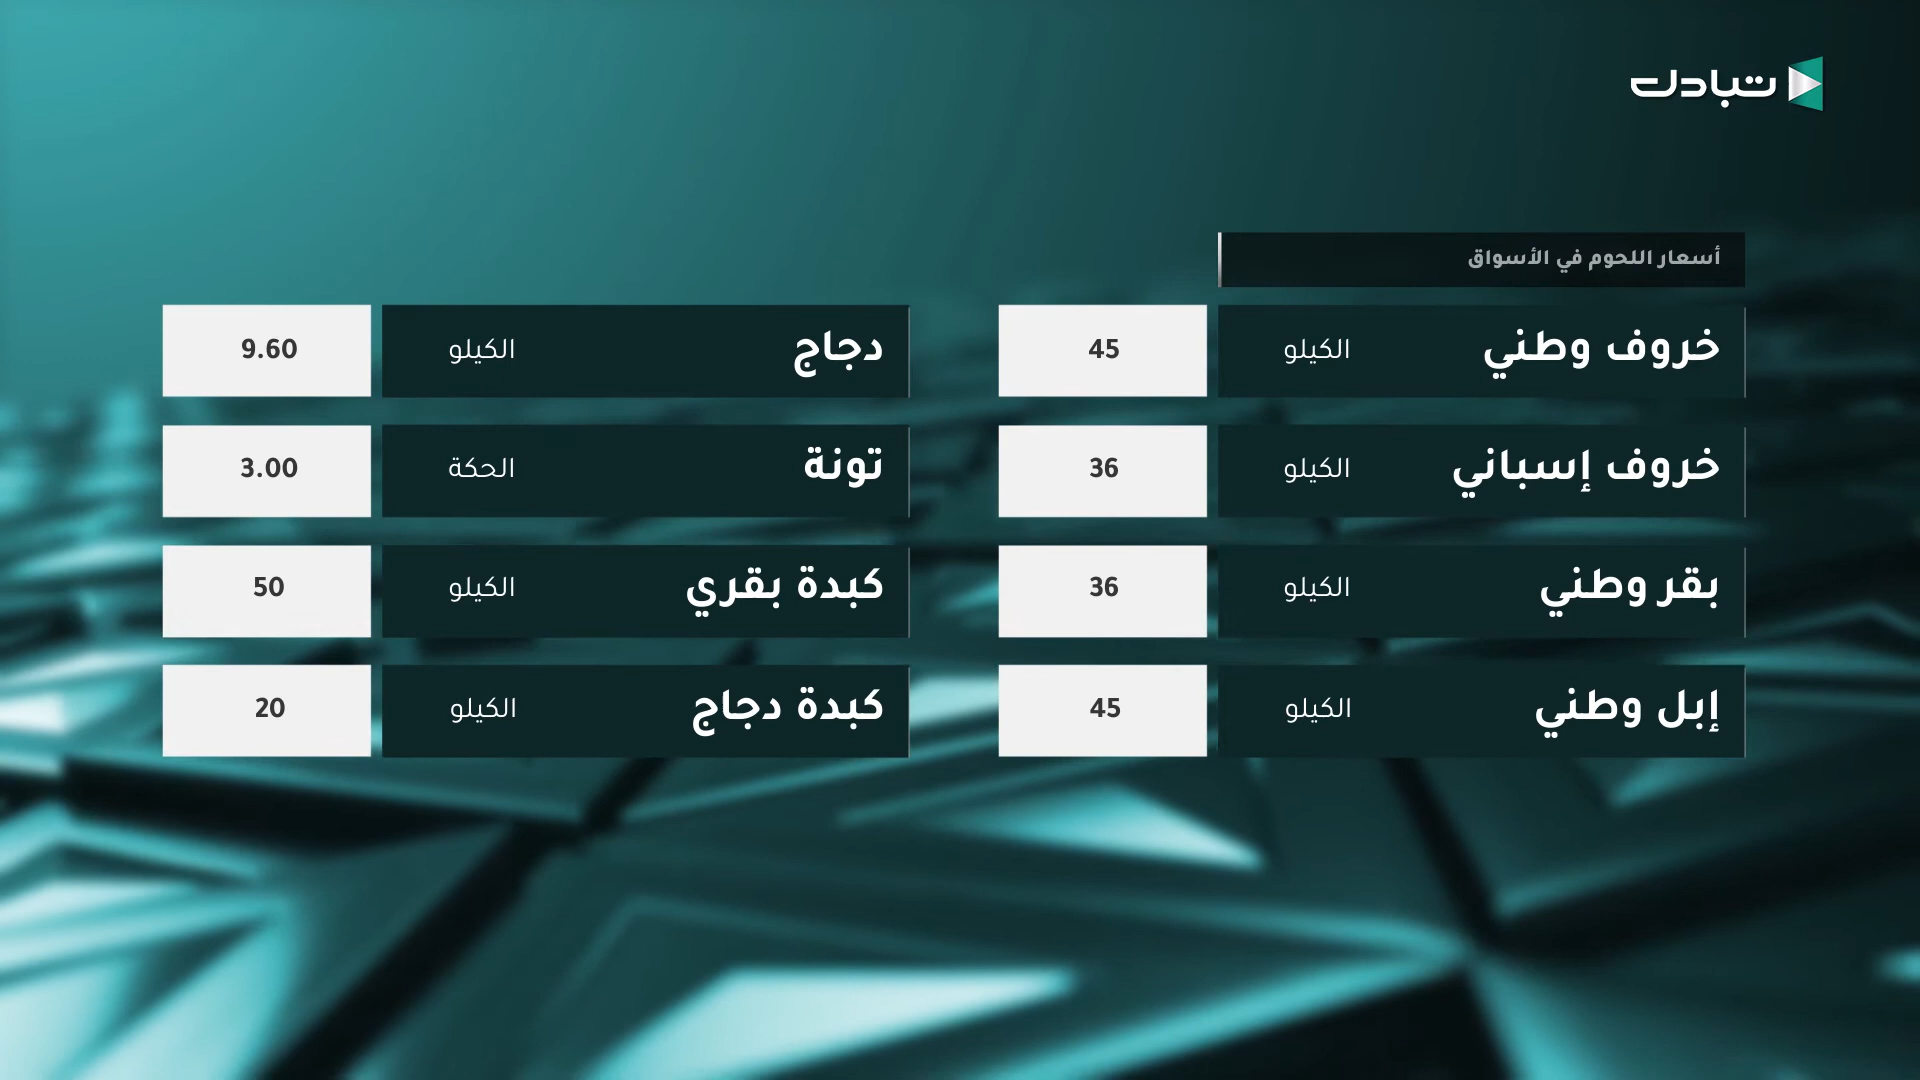 تبادل
أسعار اللحوم في الأسواق
خروف وطني الكيلو 45
خروف إسباني الكيلو 36
بقر وطني الكيلو 36
إبل وطني الكيلو 45
دجاج الكيلو 9.60
تونة الحكة 3.00
كبدة بقري الكيلو 50
كبدة دجاج الكيلو 20